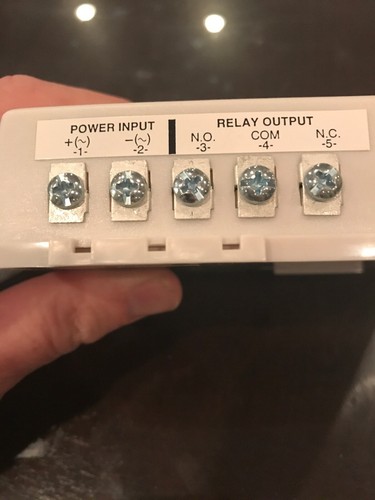 POWER INPUT
+(~) -(~)
-1- -2-
RELAY OUTPUT
N.O. COM N.C.
-3- -4- -5-